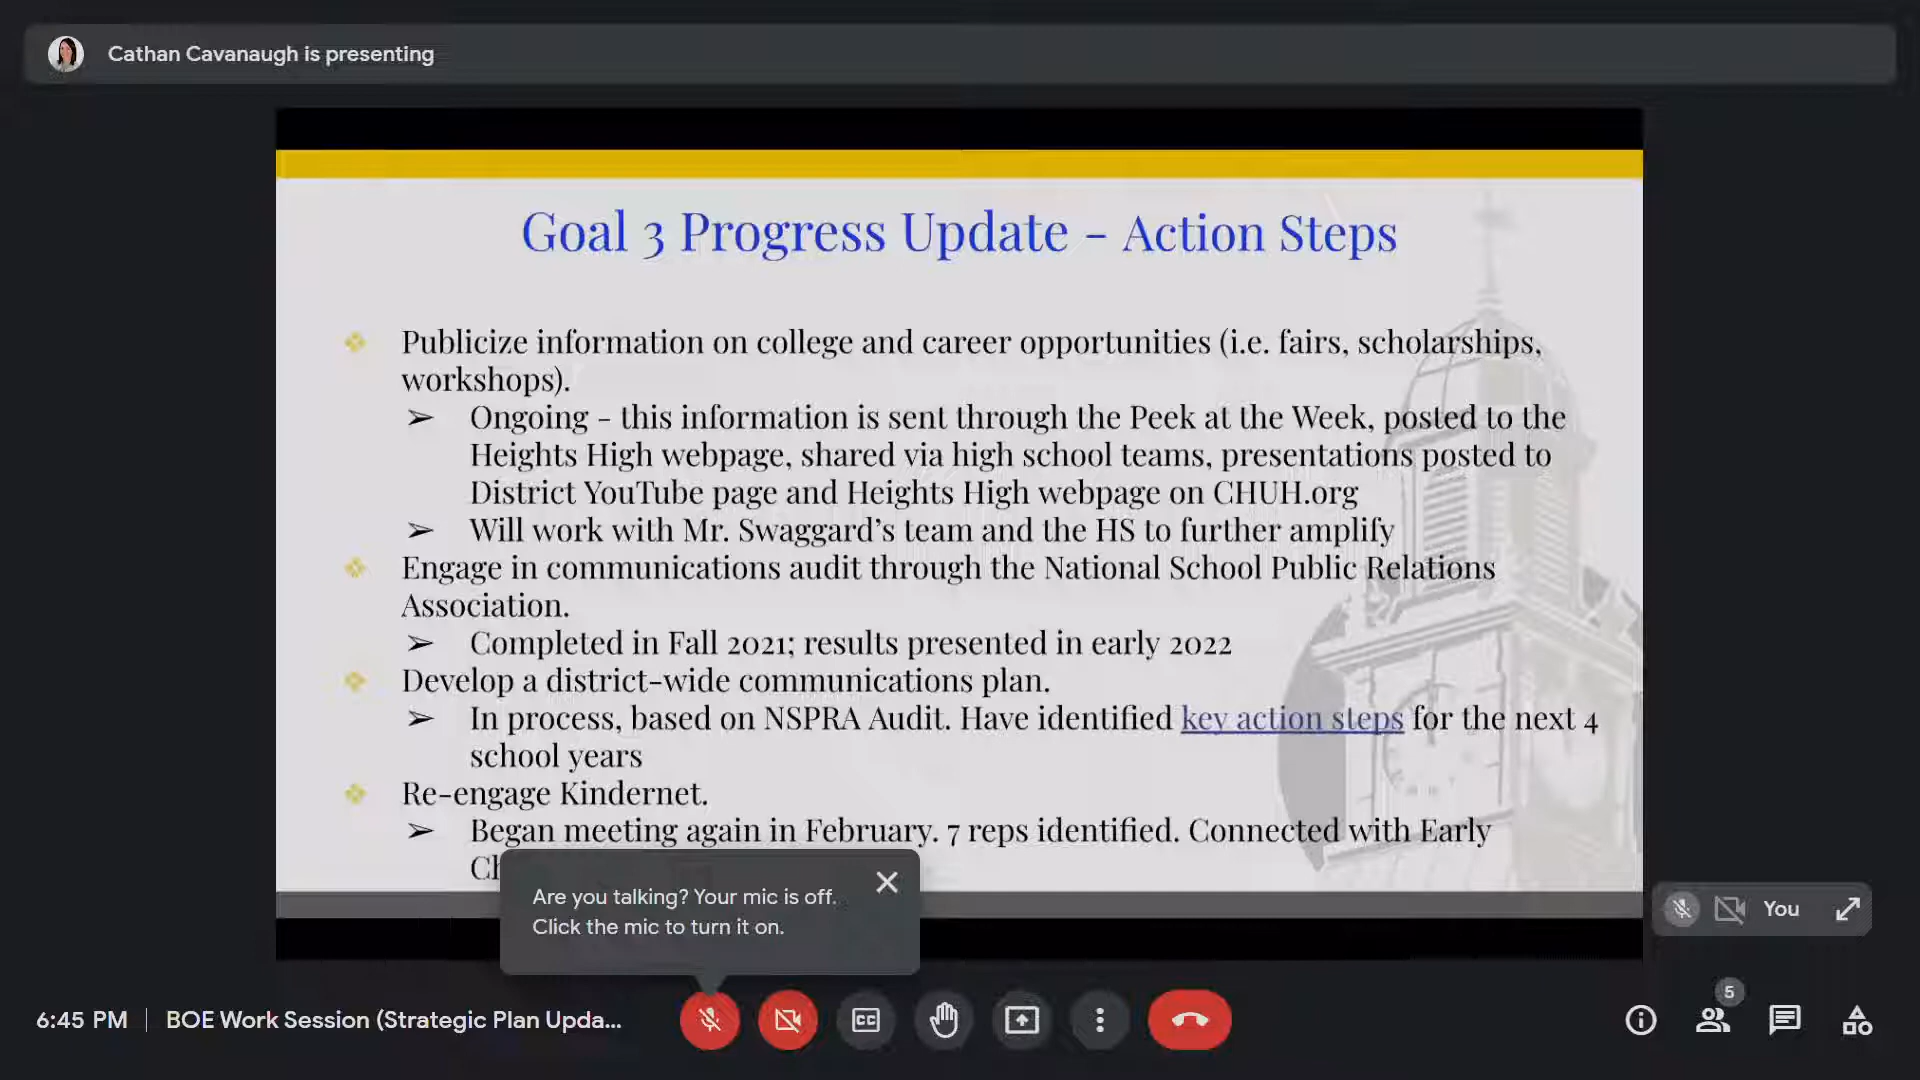 Cathan Cavanaugh is presenting
Goal 3 Progress Update - Action Steps
Publicize information on college and career opportunities (i.e. fairs, scholarships,
workshops).
Ongoing - this information is sent through the Peek at the Week, posted to the
Heights High webpage, shared via high school teams, presentations posted to
District YouTube page and Heights High webpage on CHUH.org
Will work with Mr. Swaggard's team and the HS to further amplify
Engage in communications audit through the National School Public Relations
Association.
Completed in Fall 2021; results presented in early 2022
Develop a district-wide communications plan.
In process, based on NSPRA Audit. Have identified key action steps for the next 4
school years
Re-engage Kindernet.
Began meeting again in February. 7 reps identified. Connected with Early
Are you talking? Your mic is off.
Click the mic to turn it on.
You
6:45 PM | BOE Work Session (Strategic Plan Upda...
CC
5